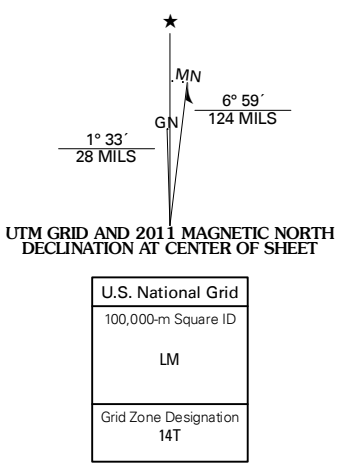 ★
MN
6° 59´
124 MILS
GN
1° 33´
28 MILS
UTM GRID AND 2011 MAGNETIC NORTH
DECLINATION AT CENTER OF SHEET
U.S. National Grid
100,000-m Square ID
LM
Grid Zone Designation
14T